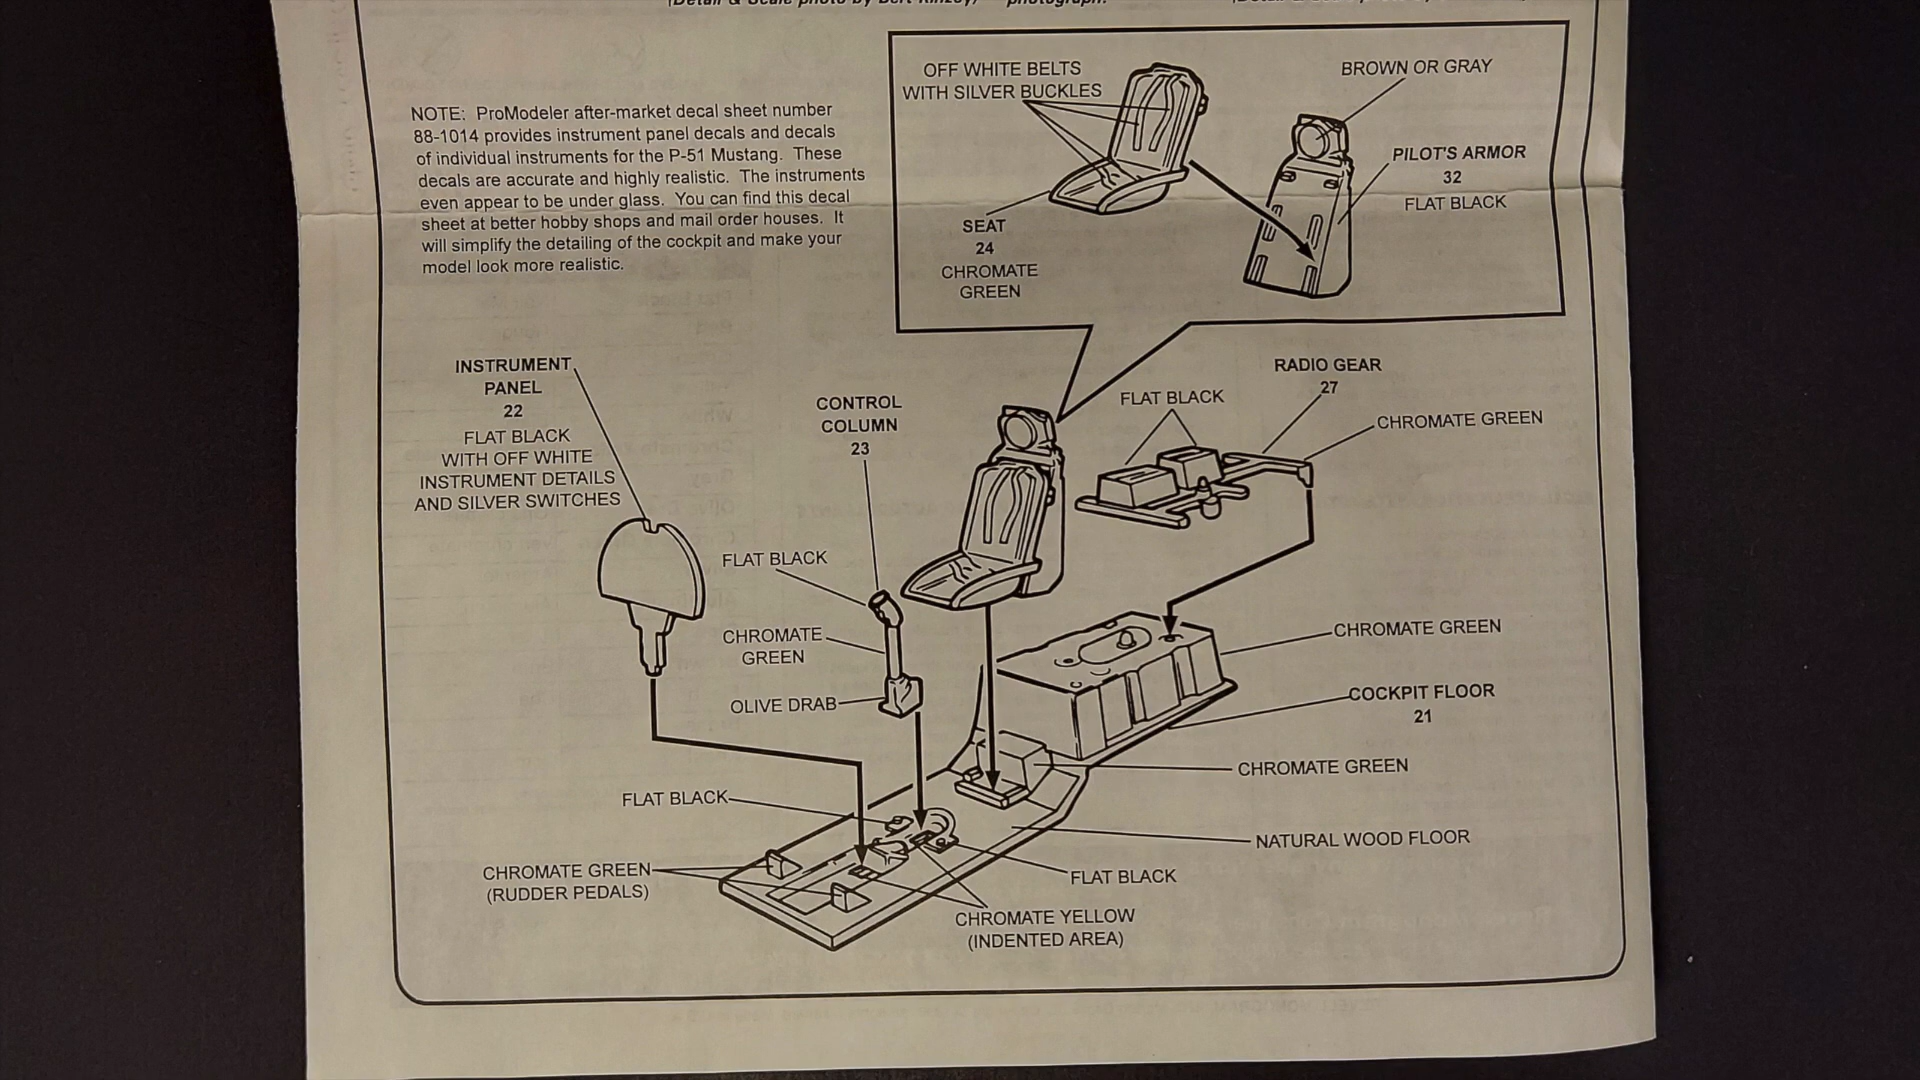 (Detail & Scale photo by Bert Kinzey)
photograph.
NOTE: ProModeler after-market decal sheet number
88-1014 provides instrument panel decals and decals
of individual instruments for the P-51 Mustang. These
decals are accurate and highly realistic. The instruments
even appear to be under glass. You can find this decal
sheet at better hobby shops and mail order houses. It
will simplify the detailing of the cockpit and make your
model look more realistic.
OFF WHITE BELTS
WITH SILVER BUCKLES
BROWN OR GRAY
PILOT'S ARMOR
32
FLAT BLACK
SEAT
24
CHROMATE
GREEN
INSTRUMENT
PANEL
22
FLAT BLACK
WITH OFF WHITE
INSTRUMENT DETAILS
AND SILVER SWITCHES
CONTROL
COLUMN
23
FLAT BLACK
RADIO GEAR
27
CHROMATE GREEN
FLAT BLACK
CHROMATE
GREEN
OLIVE DRAB
CHROMATE GREEN
COCKPIT FLOOR
21
CHROMATE GREEN
FLAT BLACK
NATURAL WOOD FLOOR
CHROMATE GREEN
(RUDDER PEDALS)
FLAT BLACK
CHROMATE YELLOW
(INDENTED AREA)